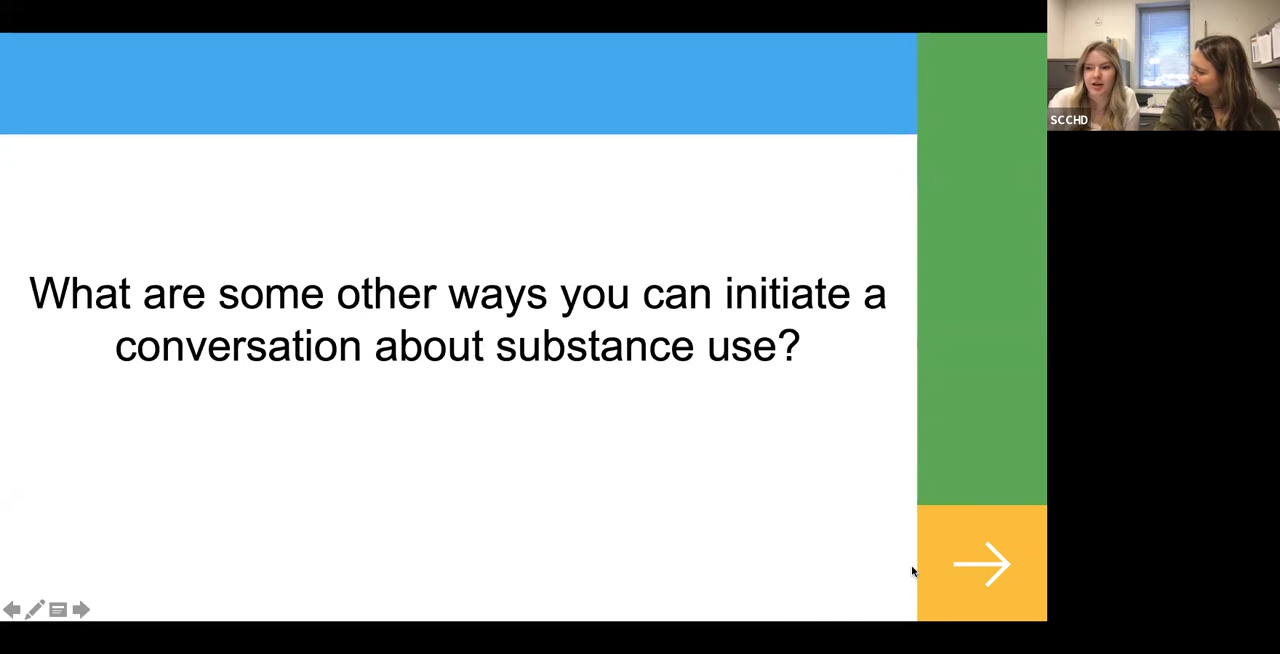 What are some other ways you can initiate a
conversation about substance use?
SCCHD